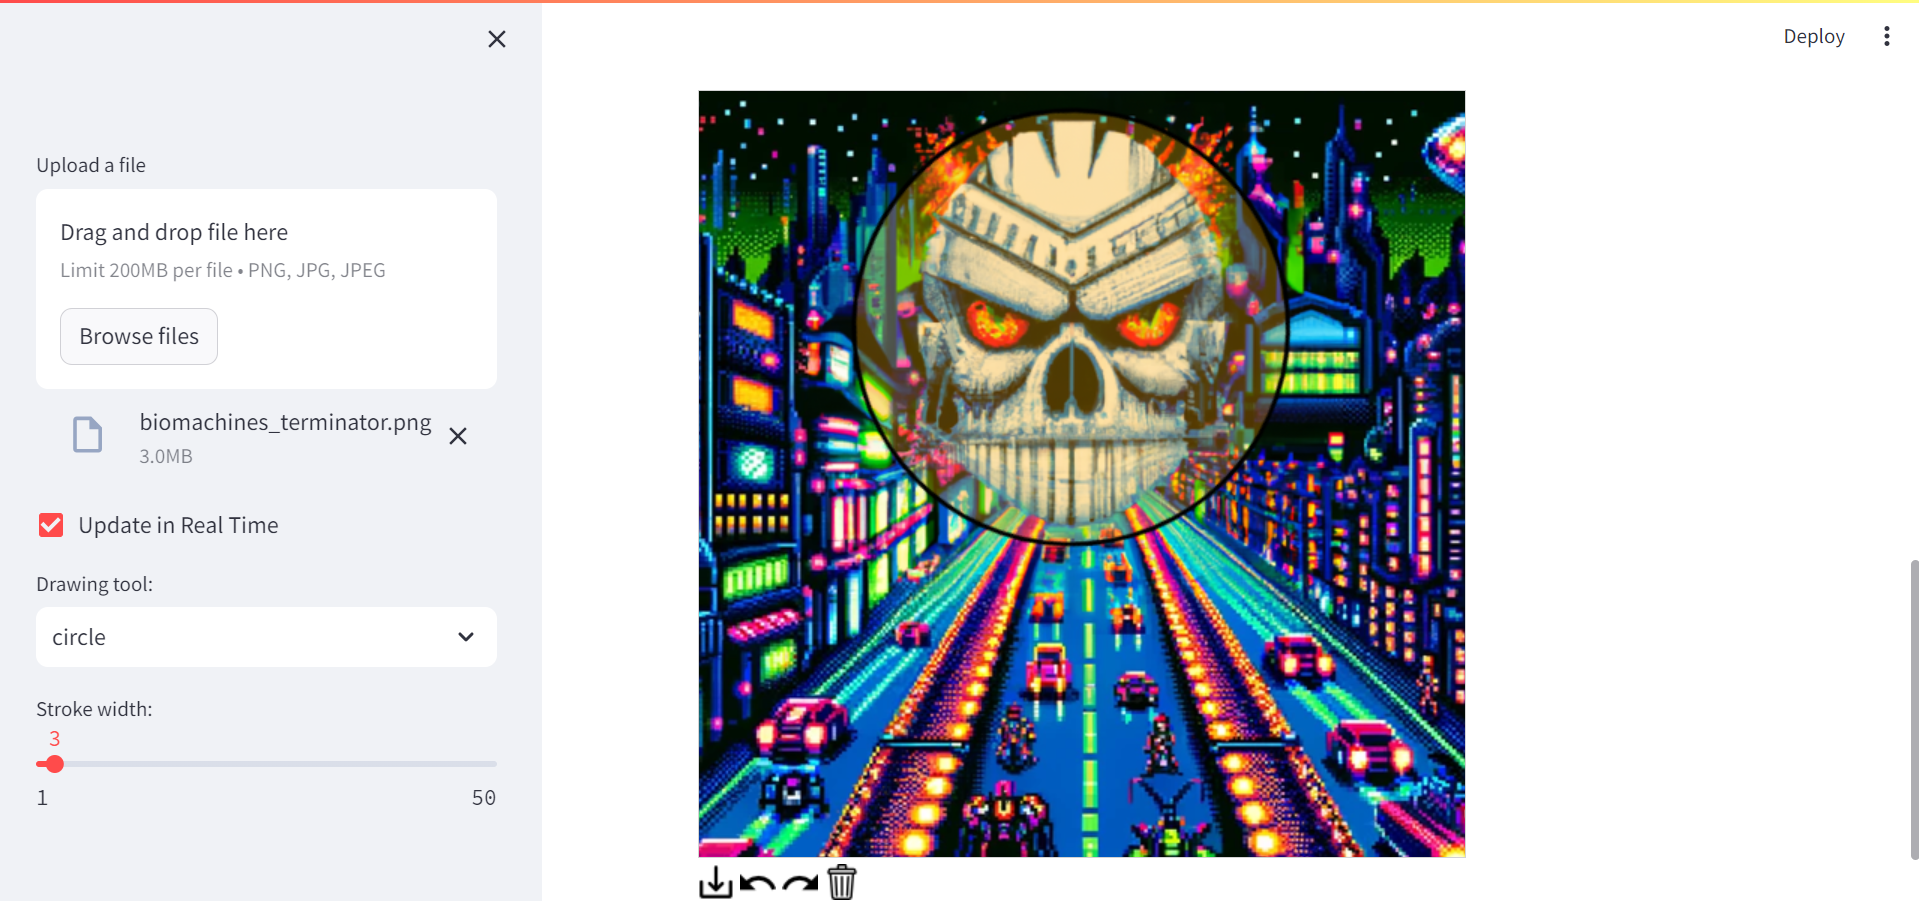 Deploy
Upload a file
Drag and drop file here
Limit 200MB per file • PNG, JPG, JPEG
Browse files
biomachines_terminator.png
3.0MB
Update in Real Time
Drawing tool:
circle
Stroke width:
3
1
50